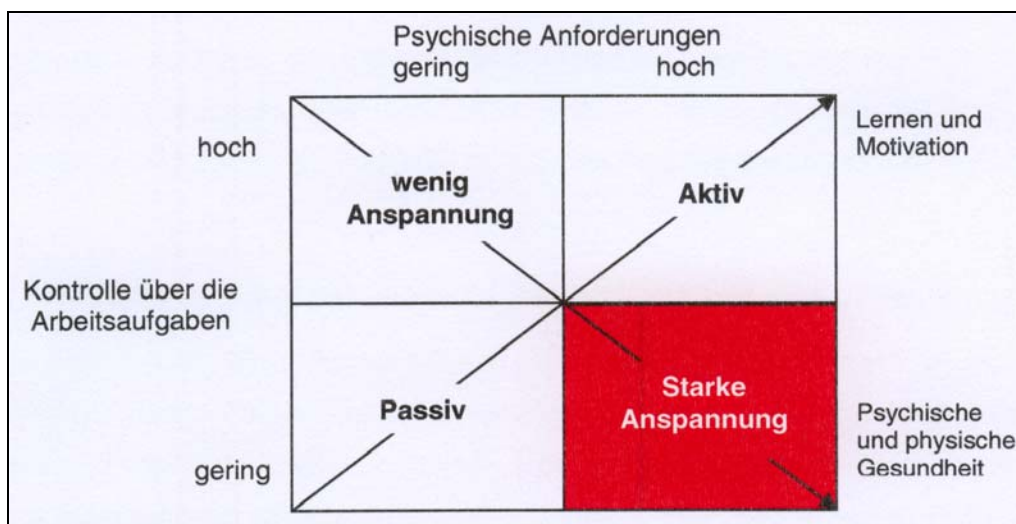 Psychische Anforderungen
gering
hoch
hoch
wenig
Anspannung
Aktiv
Lernen und
Motivation
Kontrolle über die
Arbeitsaufgaben
Passiv
Starke
Anspannung
gering
Psychische
und physische
Gesundheit